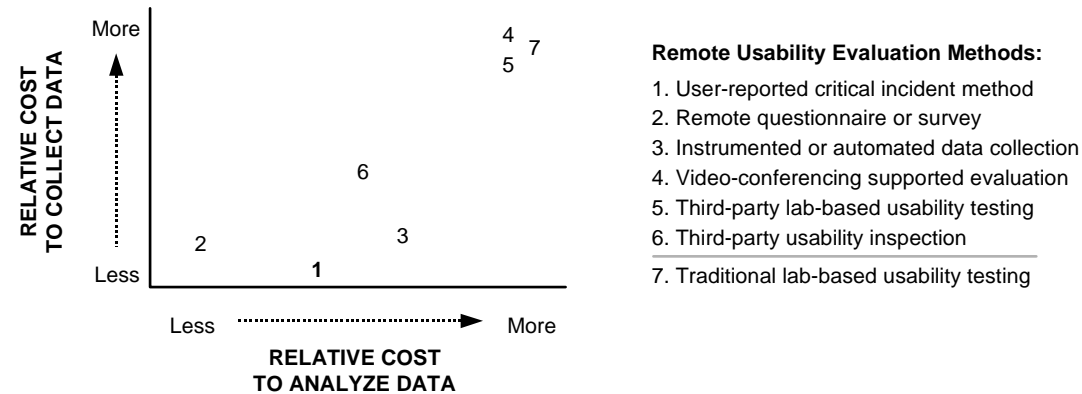 More
4
7
5
RELATIVE COST
TO COLLECT DATA
6
2
3
1
Less
Less
More
RELATIVE COST
TO ANALYZE DATA
Remote Usability Evaluation Methods:
1. User-reported critical incident method
2. Remote questionnaire or survey
3. Instrumented or automated data collection
4. Video-conferencing supported evaluation
5. Third-party lab-based usability testing
6. Third-party usability inspection
7. Traditional lab-based usability testing